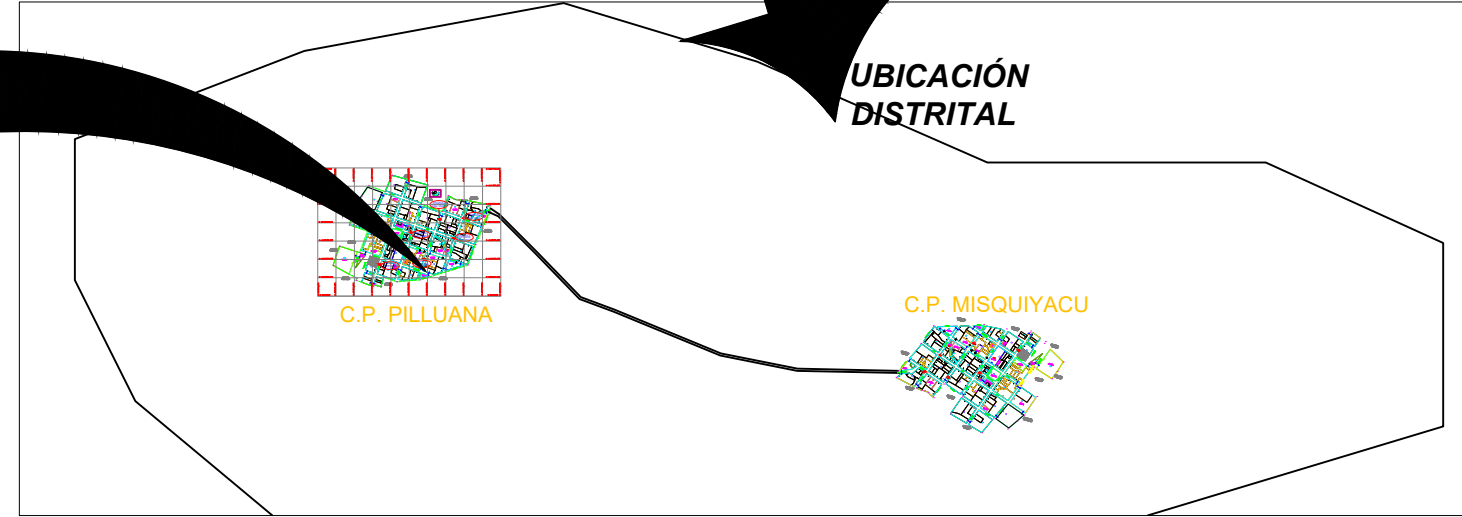 UBICACIÓN
DISTRITAL
C.P. PILLUANA
C.P. MISQUIYACU